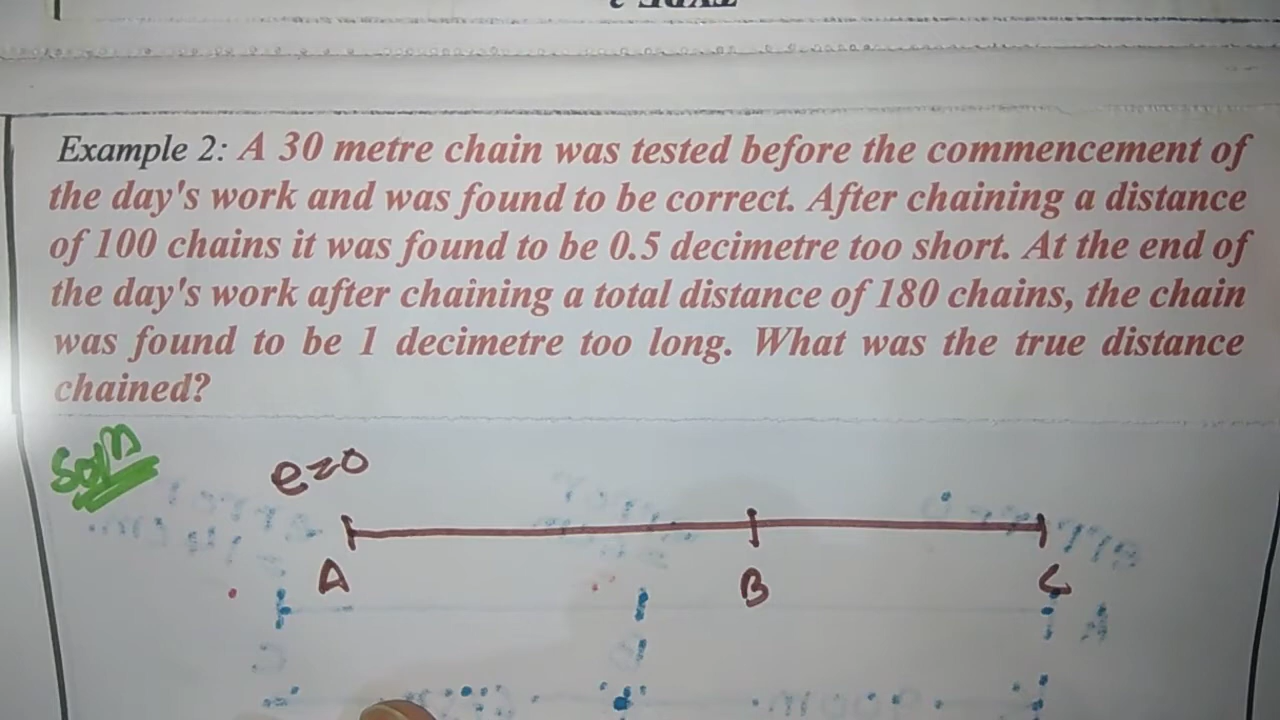 Example 2: A 30 metre chain was tested before the commencement of
the day's work and was found to be correct. After chaining a distance
of 100 chains it was found to be 0.5 decimetre too short. At the end of
the day's work after chaining a total distance of 180 chains, the chain
was found to be 1 decimetre too long. What was the true distance
chained?
Soln
e=0
A B C